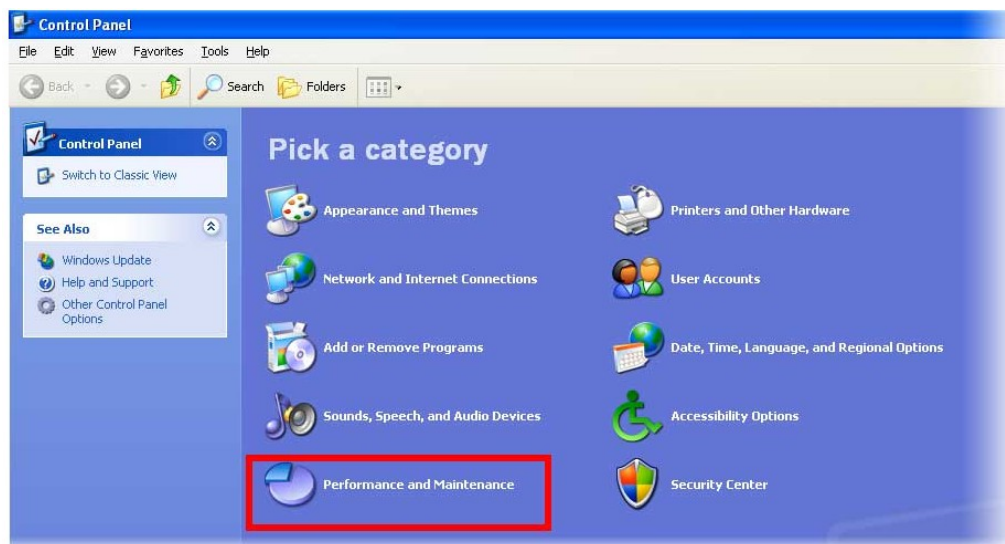 Control Panel
File Edit View Favorites Tools Help
Back Search Folders
Control Panel
Switch to Classic View
See Also
Windows Update
Help and Support
Other Control Panel
Options
Pick a category
Appearance and Themes
Printers and Other Hardware
Network and Internet Connections
User Accounts
Add or Remove Programs
Date, Time, Language, and Regional Options
Sounds, Speech, and Audio Devices
Accessibility Options
Performance and Maintenance
Security Center